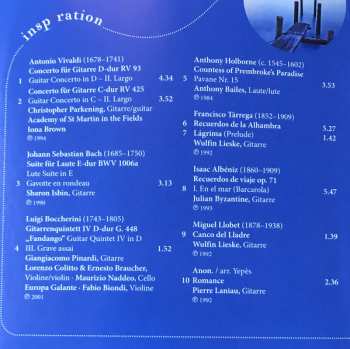 insp ration
Antonio Vivaldi (1678–1741)
Concerto für Gitarre D-dur RV 93
1 Guitar Concerto in D – II. Largo 4.34
Concerto für Gitarre C-dur RV 425
2 Guitar Concerto in C – II. Largo 3.52
Christopher Parkening, Gitarre/guitar
Academy of St Martin in the Fields
Iona Brown
℗ 1994
Johann Sebastian Bach (1685–1750)
Suite für Laute E-dur BWV 1006a
Lute Suite in E
3 Gavotte en rondeau 3.13
Sharon Isbin, Gitarre
℗ 1990
Luigi Boccherini (1743–1805)
Gitarrenquintett IV D-dur G. 448
„Fandango“ Guitar Quintet IV in D
4 III. Grave assai 1.52
Giangiacomo Pinardi, Gitarre
Lorenzo Colitto & Ernesto Braucher,
Violine/violin · Maurizio Naddeo, Cello
Europa Galante · Fabio Biondi, Violine
℗ 2001
Anthony Holborne (c. 1545–1602)
Countess of Prembroke's Paradise
5 Pavane Nr. 15 3.53
Anthony Bailes, Laute/lute
℗ 1984
Francisco Tárrega (1852–1909)
6 Recuerdos de la Alhambra 5.27
7 Lágrima (Prelude) 1.42
Wulfin Lieske, Gitarre
℗ 1992
Isaac Albéniz (1860–1909)
Recuerdos de viaje op. 71
8 I. En el mar (Barcarola) 5.47
Julian Byzantine, Gitarre
℗ 1993
Miguel Llobet (1878–1938)
9 Canco del Lladre 1.39
Wulfin Lieske, Gitarre
℗ 1992
Anon. / arr. Yepès
10 Romance 2.36
Pierre Laniau, Gitarre
℗ 1992